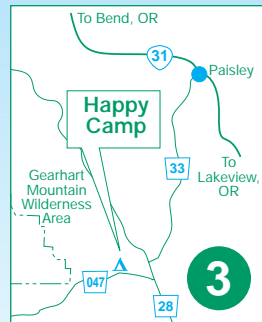 To Bend, OR
31
Paisley
Happy
Camp
33
To
Lakeview,
OR
Gearhart
Mountain
Wilderness
Area
047
3
28